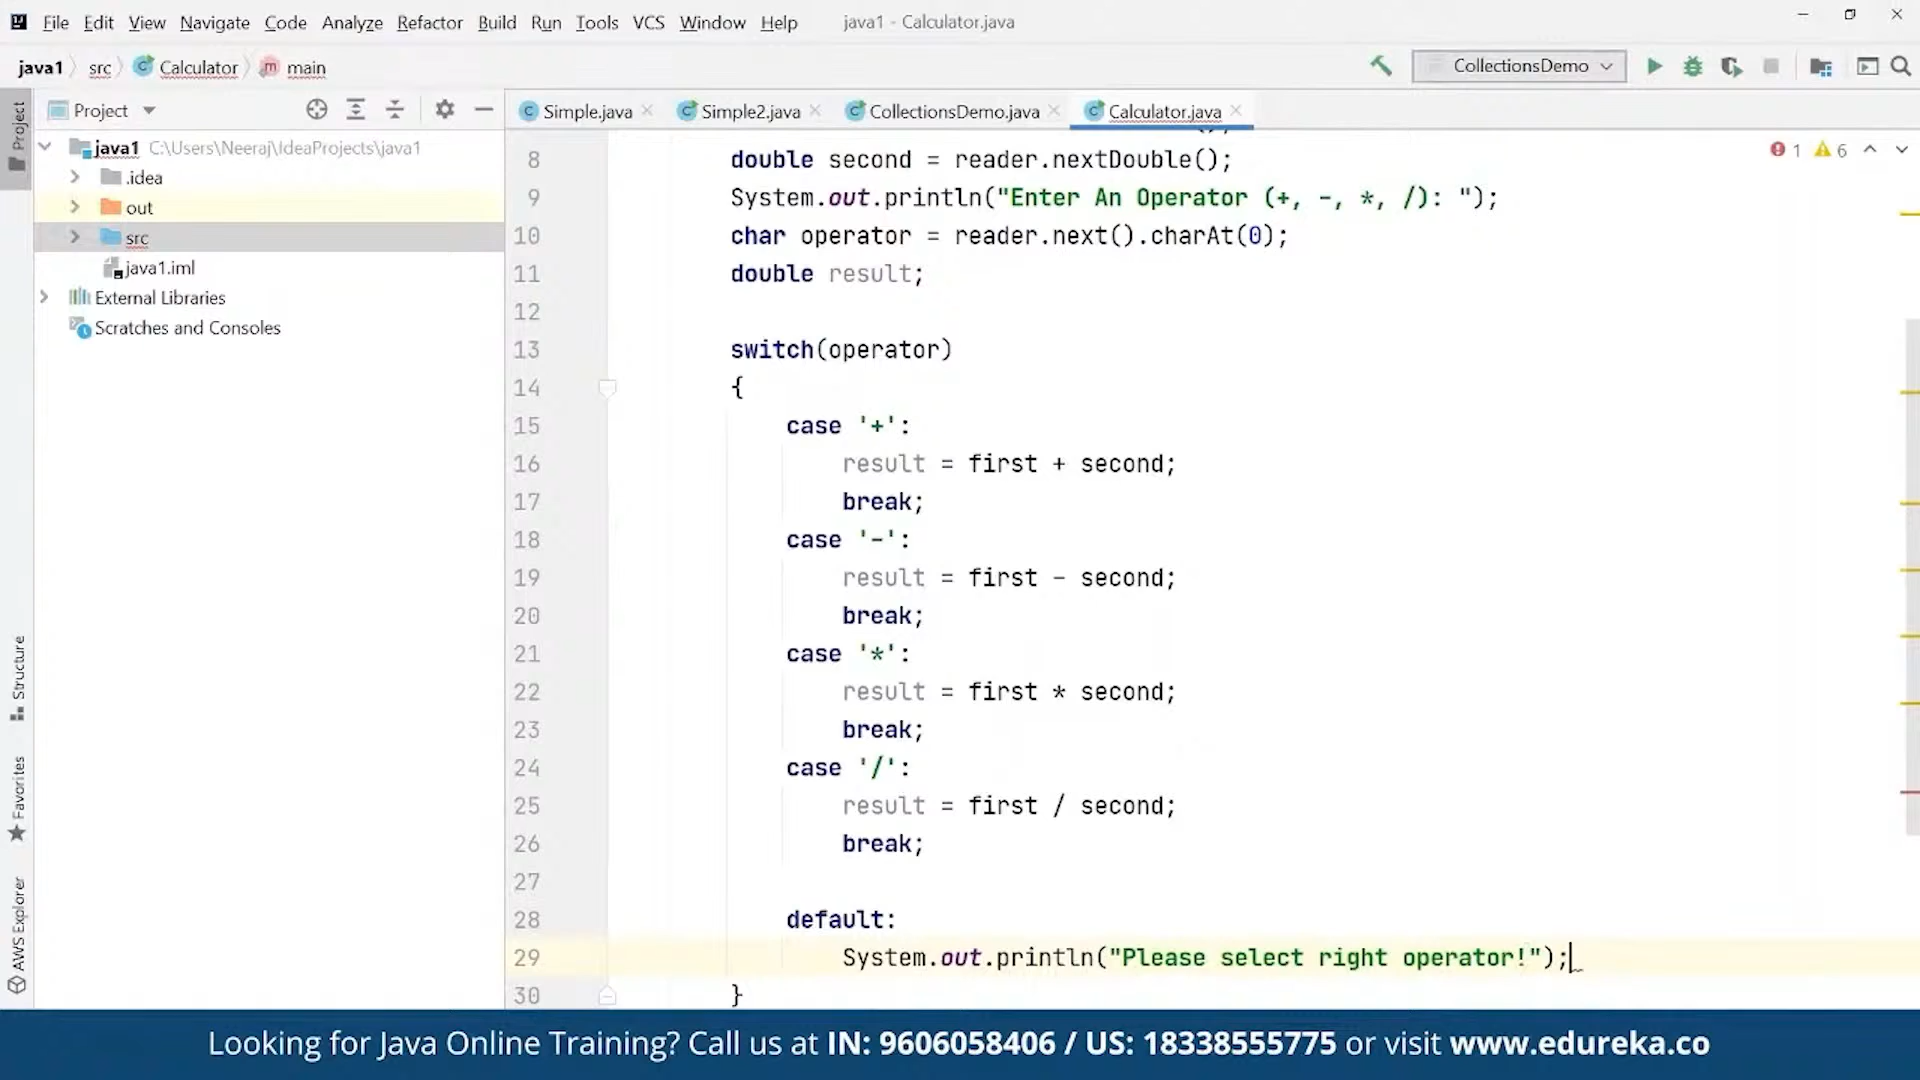 File Edit View Navigate Code Analyze Refactor Build Run Tools VCS Window Help java1 - Calculator.java
java1 src Calculator main CollectionsDemo
Project
Simple.java Simple2.java CollectionsDemo.java Calculator.java
java1 C:\Users\Neeraj\IdeaProjects\java1
.idea
out
src
java1.iml
External Libraries
Scratches and Consoles
Project
Structure
Favorites
AWS Explorer
1 6
8 double second = reader.nextDouble();
9 System.out.println("Enter An Operator (+, -, *, /): ");
10 char operator = reader.next().charAt(0);
11 double result;
12
13 switch(operator)
14 {
15 case '+':
16 result = first + second;
17 break;
18 case '-':
19 result = first - second;
20 break;
21 case '*':
22 result = first * second;
23 break;
24 case '/':
25 result = first / second;
26 break;
27
28 default:
29 System.out.println("Please select right operator!");
30 }
Looking for Java Online Training? Call us at IN: 9606058406 / US: 18338555775 or visit www.edureka.co